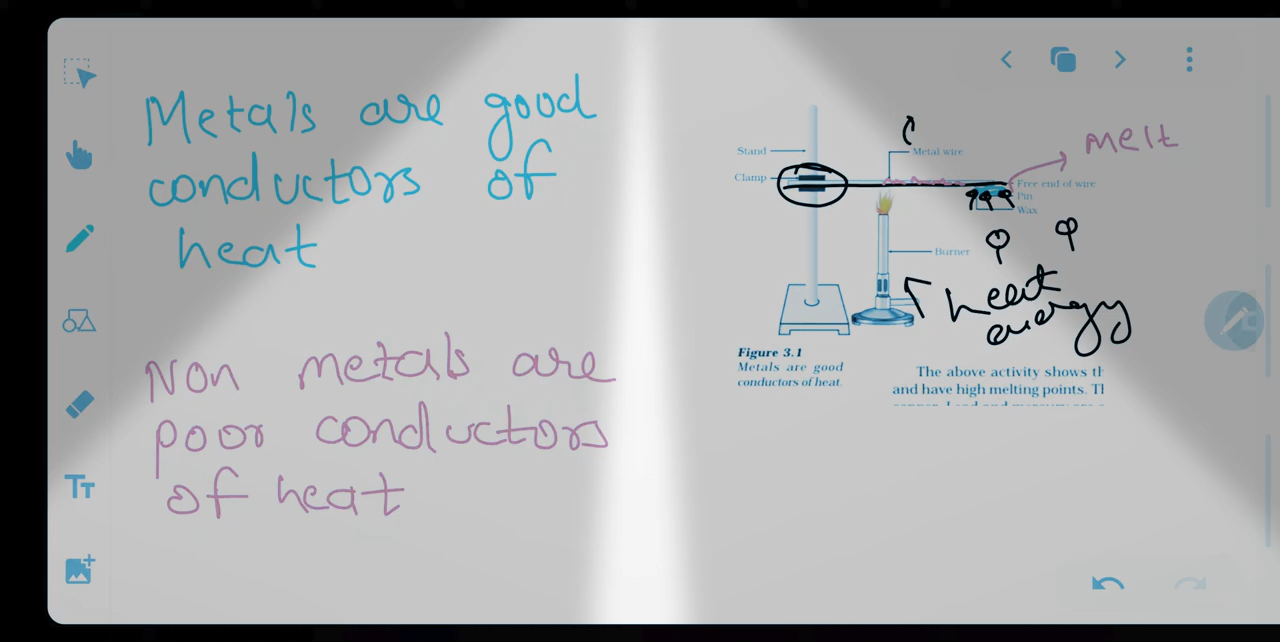 Metals are good
conductors of
heat
Non metals are
poor conductors
of heat
Melt
Stand
Metal wire
Clamp
Free end of wire
Pin
Wax
Burner
heat
energy
Figure 3.1
Metals are good
conductors of heat.
The above activity shows
and have high melting points.
TT